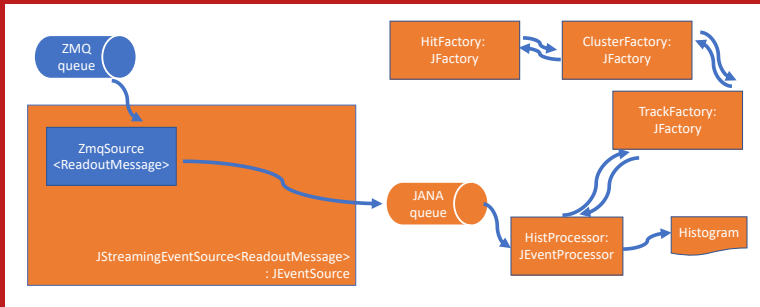 ZMQ
queue
HitFactory:
JFactory
ClusterFactory:
JFactory
TrackFactory:
JFactory
ZmqSource
<ReadoutMessage>
JANA
queue
HistProcessor:
JEventProcessor
Histogram
JStreamingEventSource<ReadoutMessage>
: JEventSource